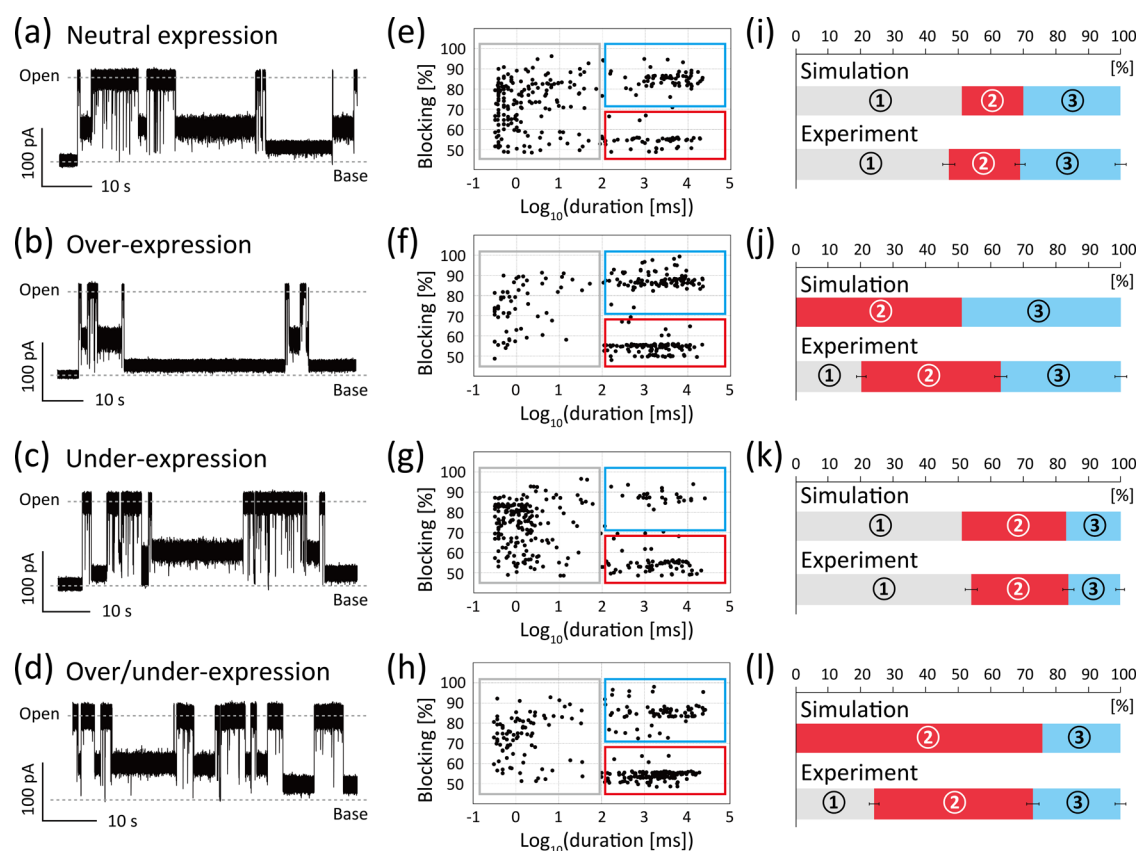 (a) Neutral expression
Open
100 pA
10 s
Base
(e)
Blocking [%]
100
90
80
70
60
50
-1 0 1 2 3 4 5
Log10(duration [ms])
(i)
0 10 20 30 40 50 60 70 80 90 100
[%]
Simulation
① ② ③
Experiment
① ② ③
(b) Over-expression
Open
100 pA
10 s
Base
(f)
Blocking [%]
100
90
80
70
60
50
-1 0 1 2 3 4 5
Log10(duration [ms])
(j)
0 10 20 30 40 50 60 70 80 90 100
[%]
Simulation
② ③
Experiment
① ② ③
(c) Under-expression
Open
100 pA
10 s
Base
(g)
Blocking [%]
100
90
80
70
60
50
-1 0 1 2 3 4 5
Log10(duration [ms])
(k)
0 10 20 30 40 50 60 70 80 90 100
[%]
Simulation
① ② ③
Experiment
① ② ③
(d) Over/under-expression
Open
100 pA
10 s
Base
(h)
Blocking [%]
100
90
80
70
60
50
-1 0 1 2 3 4 5
Log10(duration [ms])
(l)
0 10 20 30 40 50 60 70 80 90 100
[%]
Simulation
② ③
Experiment
① ② ③